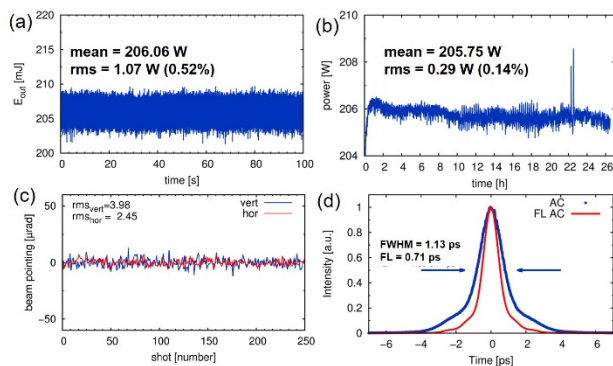 (a)
220
215
210
205
200
E_out [mJ]
mean = 206.06 W
rms = 1.07 W (0.52%)
0 20 40 60 80 100
time [s]
(b)
208
206
204
power [W]
mean = 205.75 W
rms = 0.29 W (0.14%)
0 2 4 6 8 10 12 14 16 18 20 22 24 26
time [h]
(c)
50
0
-50
beam pointing [µrad]
rms_vert=3.98
rms_hor = 2.45
vert
hor
0 50 100 150 200 250
shot [number]
(d)
1
0.8
0.6
0.4
0.2
0
Intensity [a.u.]
AC
FL AC
FWHM = 1.13 ps
FL = 0.71 ps
-6 -4 -2 0 2 4 6
Time [ps]